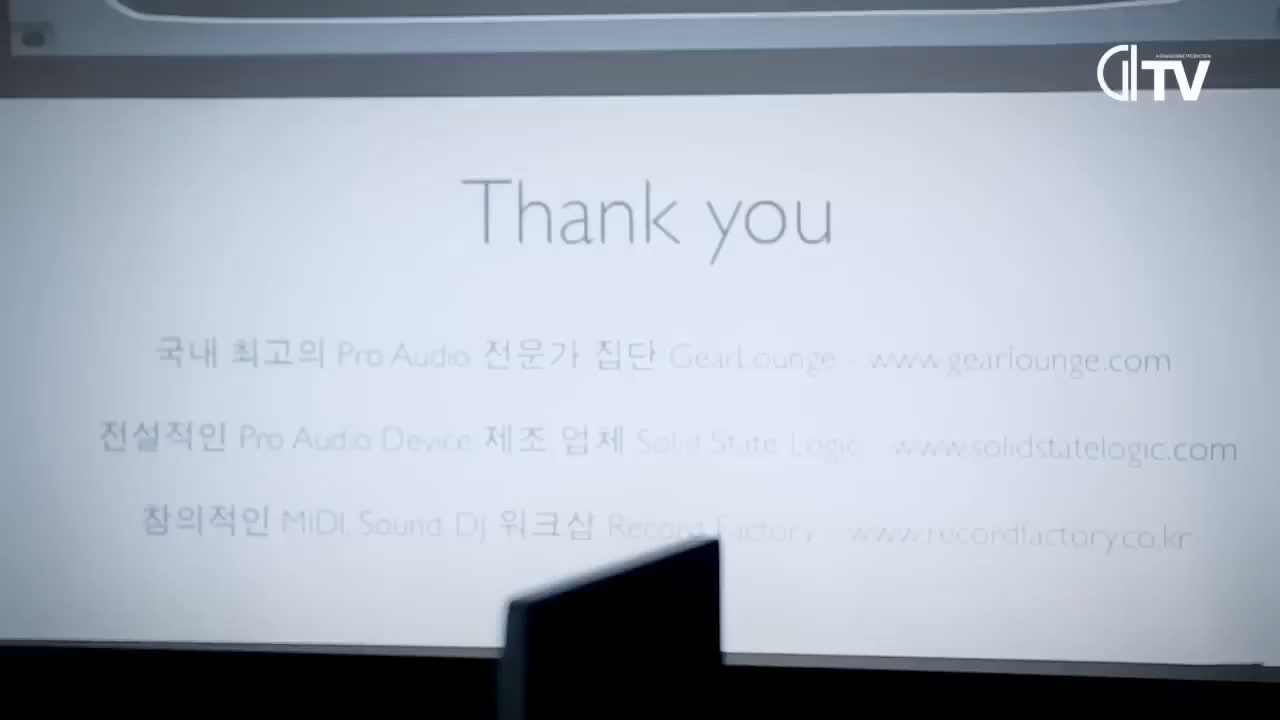 GTV
Thank you
국내 최고의 Pro Audio 전문가 집단 GearLounge - www.gearlounge.com
전설적인 Pro Audio Device 제조 업체 Solid State Logic - www.solidstatelogic.com
창의적인 MIDI, Sound DJ 워크샵 Record Factory - www.recordfactory.co.kr